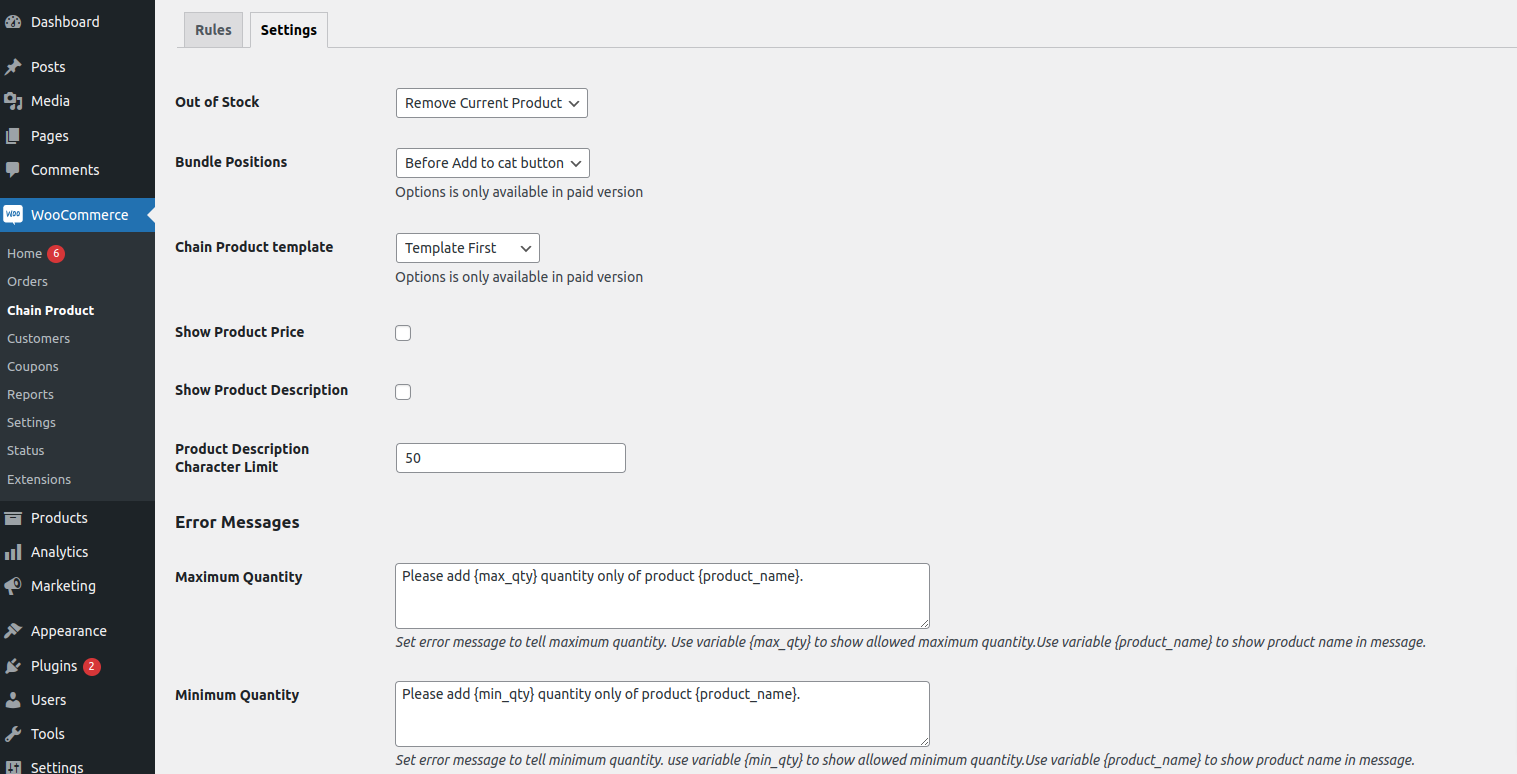 Dashboard
Posts
Media
Pages
Comments
WOO WooCommerce
Home 6
Orders
Chain Product
Customers
Coupons
Reports
Settings
Status
Extensions
Products
Analytics
Marketing
Appearance
Plugins 2
Users
Tools
Settings
Rules Settings
Out of Stock Remove Current Product
Bundle Positions Before Add to cat button
Options is only available in paid version
Chain Product template Template First
Options is only available in paid version
Show Product Price
Show Product Description
Product Description
Character Limit
50
Error Messages
Maximum Quantity Please add {max_qty} quantity only of product {product_name}.
Set error message to tell maximum quantity. Use variable {max_qty} to show allowed maximum quantity.Use variable {product_name} to show product name in message.
Minimum Quantity Please add {min_qty} quantity only of product {product_name}.
Set error message to tell minimum quantity. use variable {min_qty} to show allowed minimum quantity.Use variable {product_name} to show product name in message.